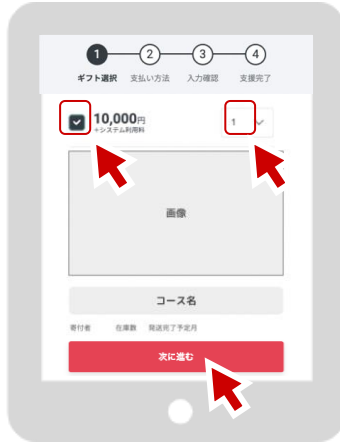 1 2 3 4
ギフト選択 支払い方法 入力確認 支援完了
10,000円 1
+システム利用料
画像
コース名
寄付者 在庫数 発送完了予定月
次に進む